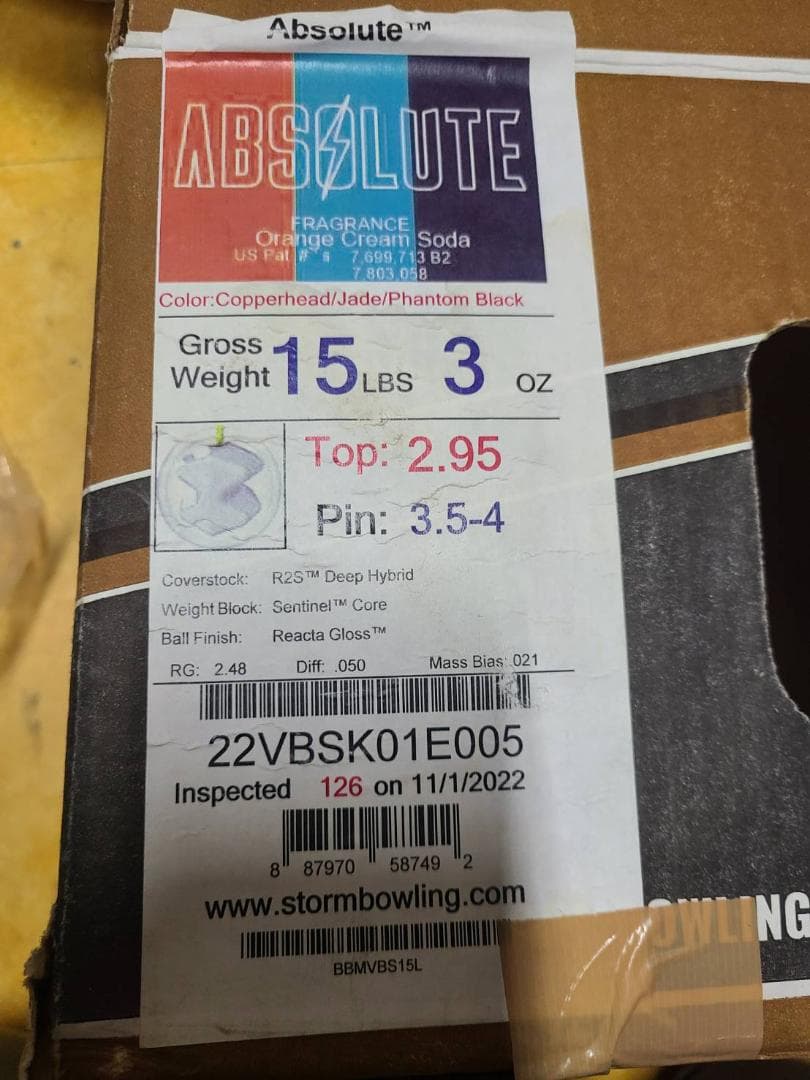 Absolute™
ABSOLUTE
FRAGRANCE
Orange Cream Soda
US Pat #'s 7,699,713 B2
7,803,058
Color:Copperhead/Jade/Phantom Black
Gross Weight 15 LBS 3 OZ
Top: 2.95
Pin: 3.5-4
Coverstock: R2S™ Deep Hybrid
Weight Block: Sentinel™ Core
Ball Finish: Reacta Gloss™
RG: 2.48 Diff: .050 Mass Bias: .021
22VBSK01E005
Inspected 126 on 11/1/2022
8 87970 58749 2
www.stormbowling.com
BBMVBS15L
OWLING